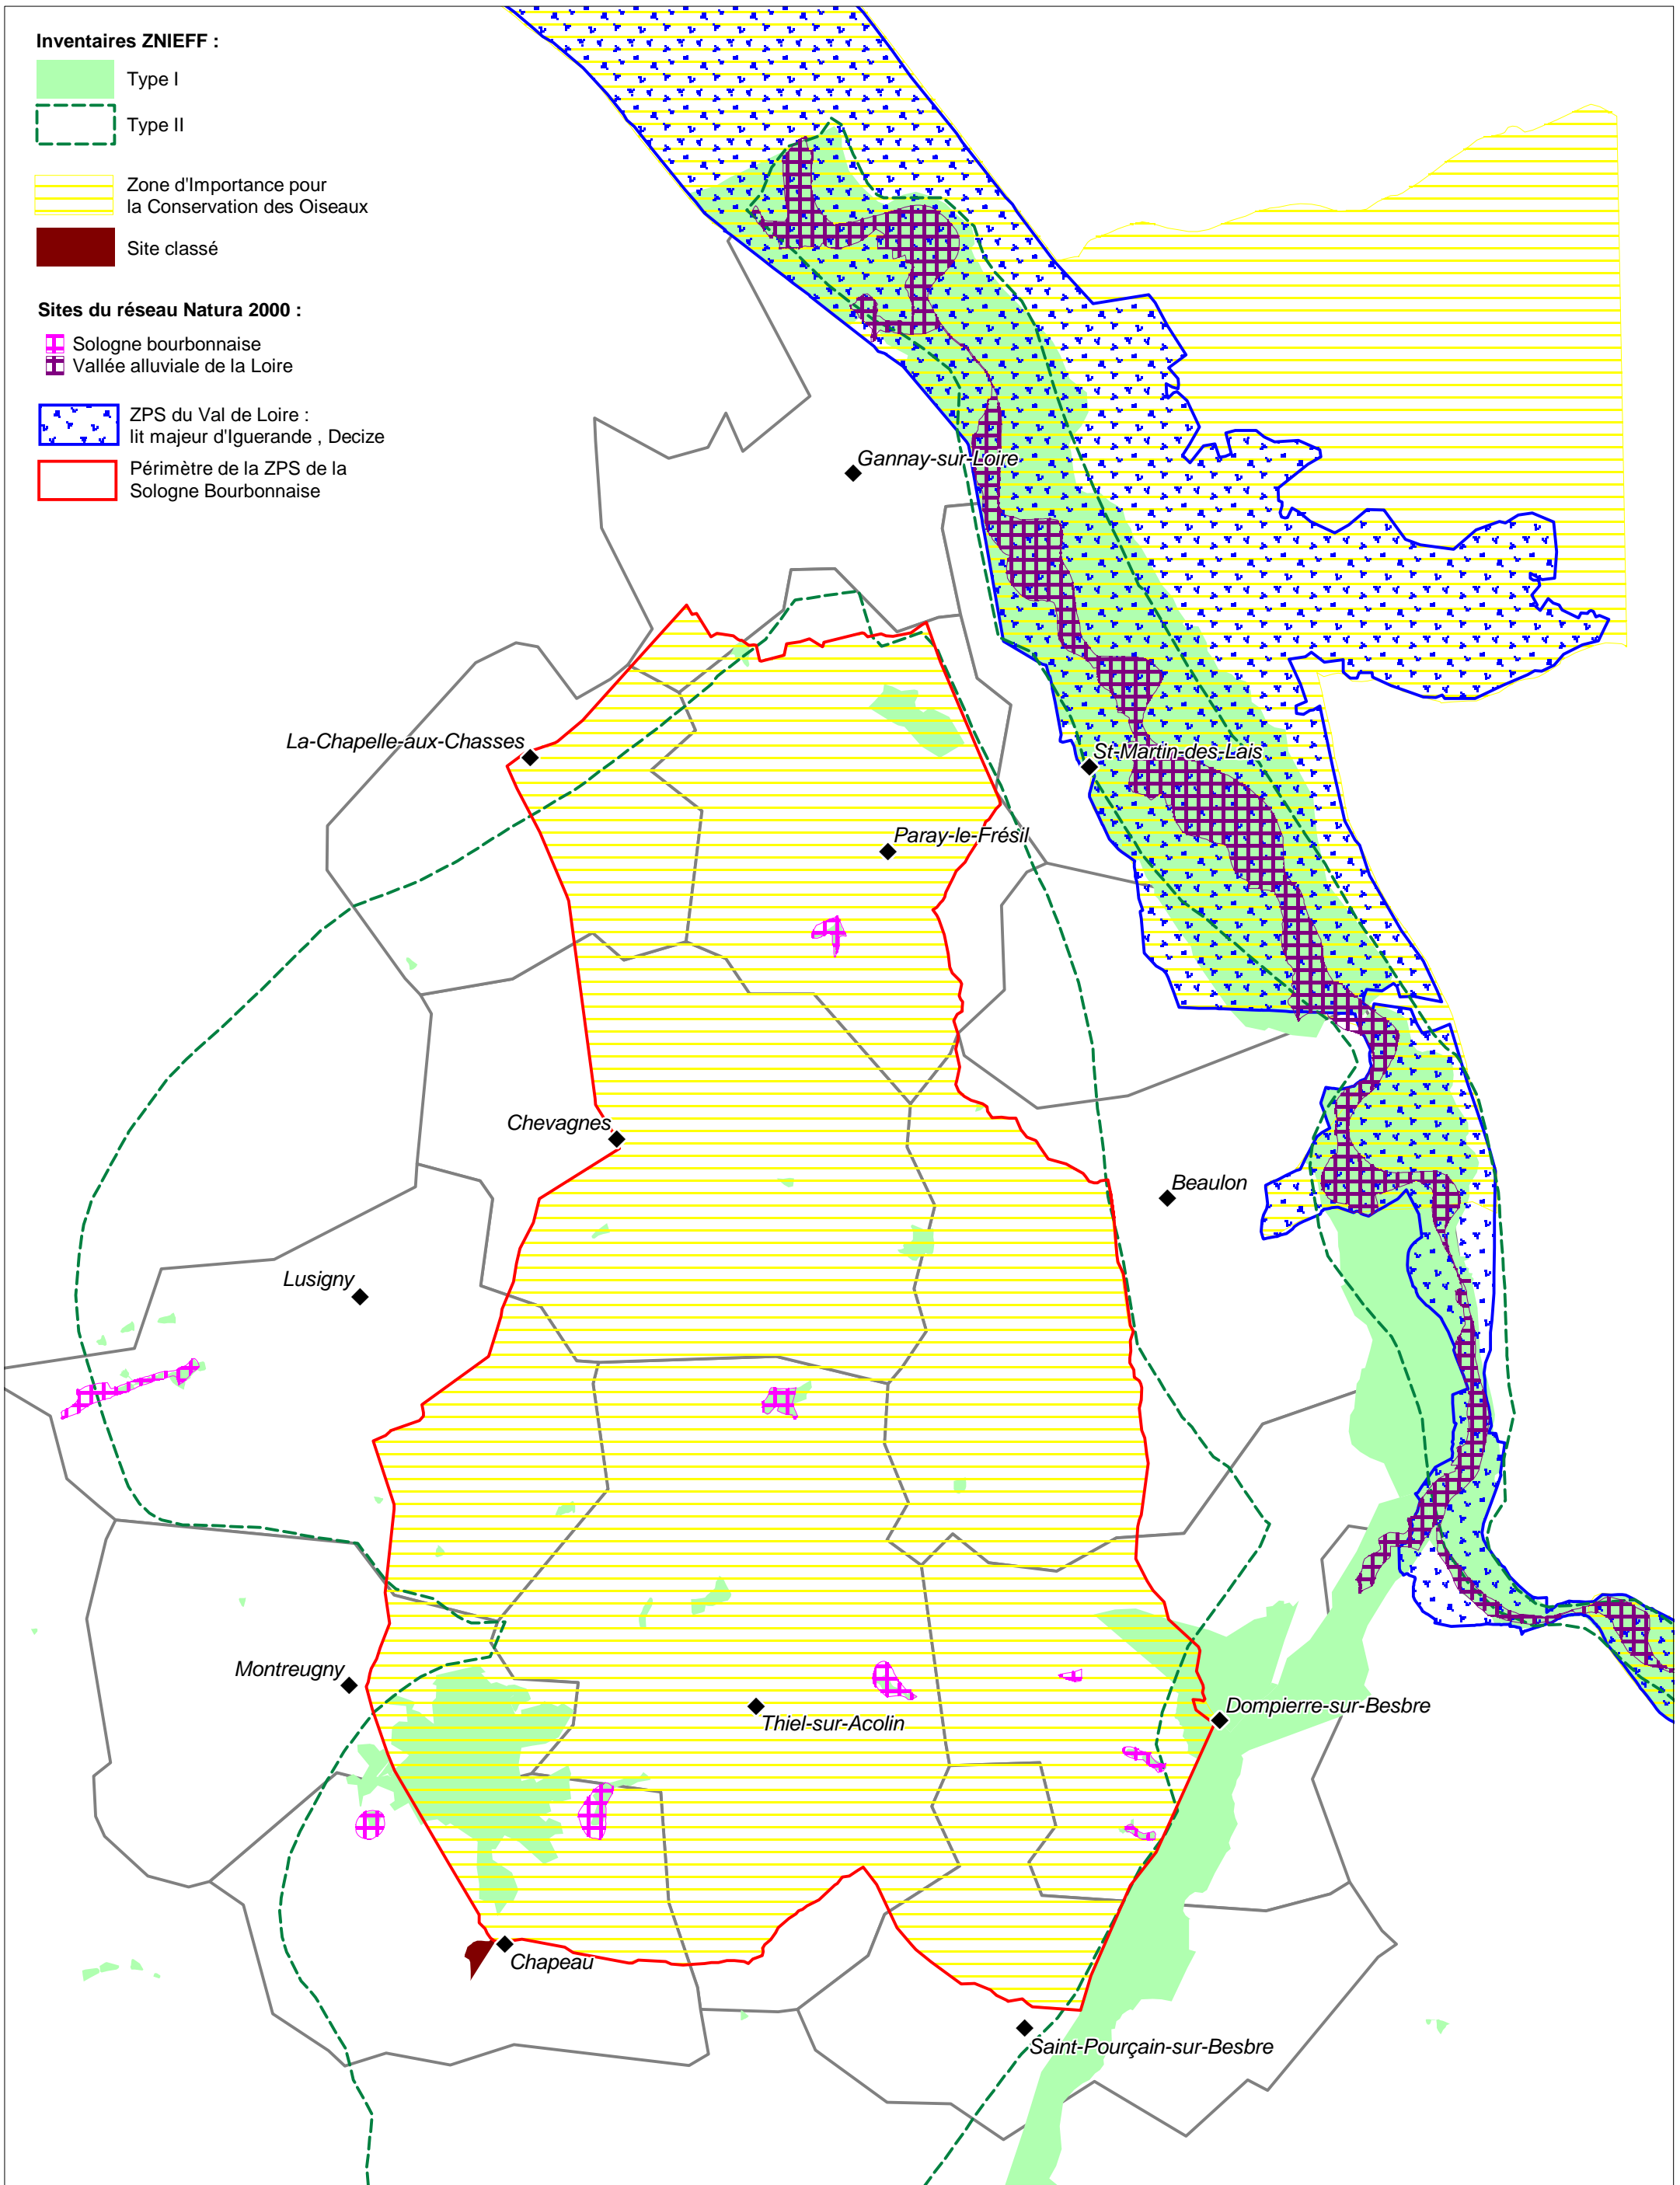 Inventaires ZNIEFF :
Type I
Type II
Zone d'Importance pour
la Conservation des Oiseaux
Site classé
Sites du réseau Natura 2000 :
Sologne bourbonnaise
Vallée alluviale de la Loire
ZPS du Val de Loire :
lit majeur d'Iguerande , Decize
Périmètre de la ZPS de la
Sologne Bourbonnaise
Gannay-sur-Loire
La-Chapelle-aux-Chasses
St-Martin-des-Lais
Paray-le-Frésil
Chevagnes
Beaulon
Lusigny
Montreugny
Thiel-sur-Acolin
Dompierre-sur-Besbre
Chapeau
Saint-Pourçain-sur-Besbre